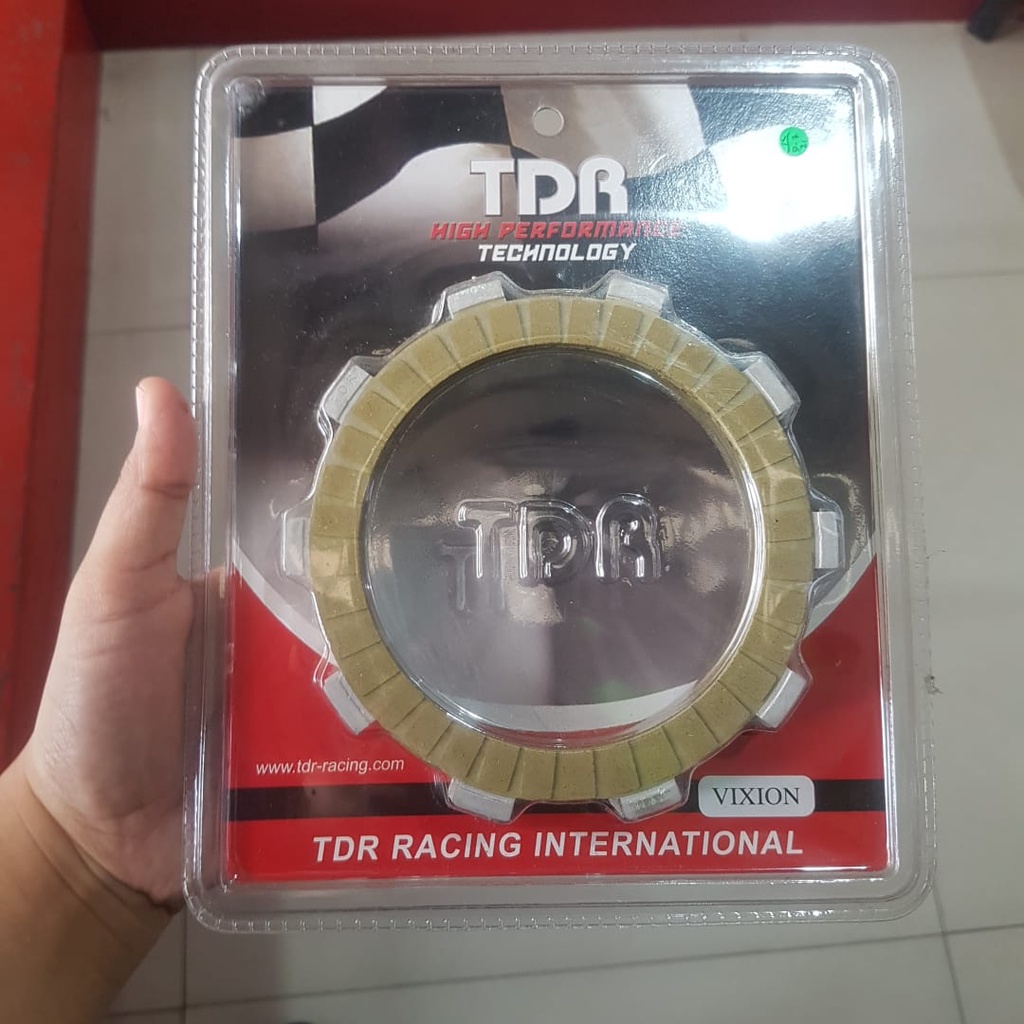 TDR
HIGH PERFORMANCE
TECHNOLOGY
TDR
www.tdr-racing.com
VIXION
TDR RACING INTERNATIONAL